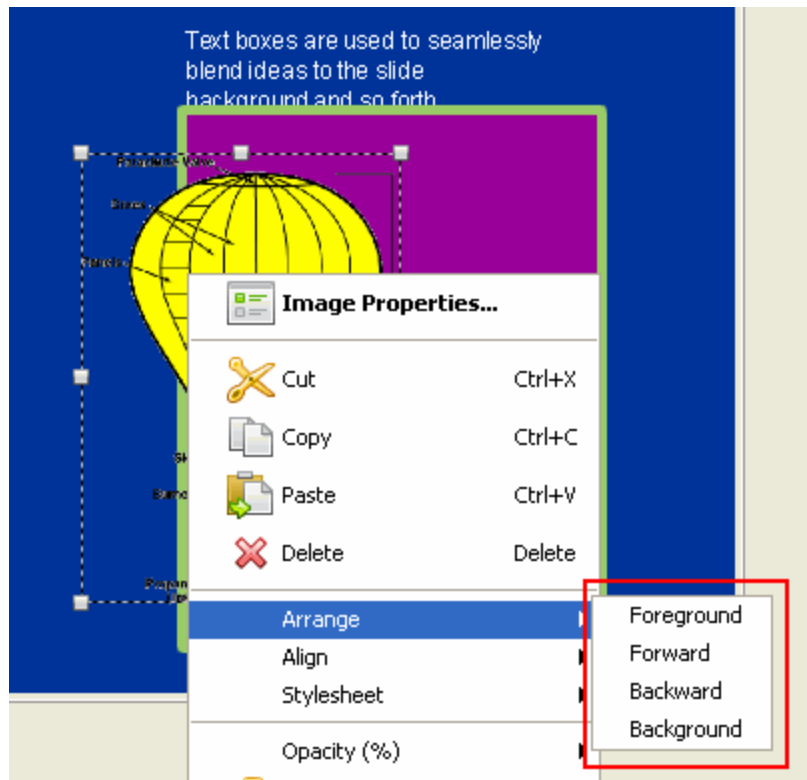 Text boxes are used to seamlessly
blend ideas to the slide
background and so forth
Image Properties...
Cut Ctrl+X
Copy Ctrl+C
Paste Ctrl+V
Delete Delete
Arrange
Align
Stylesheet
Opacity (%)
Foreground
Forward
Backward
Background